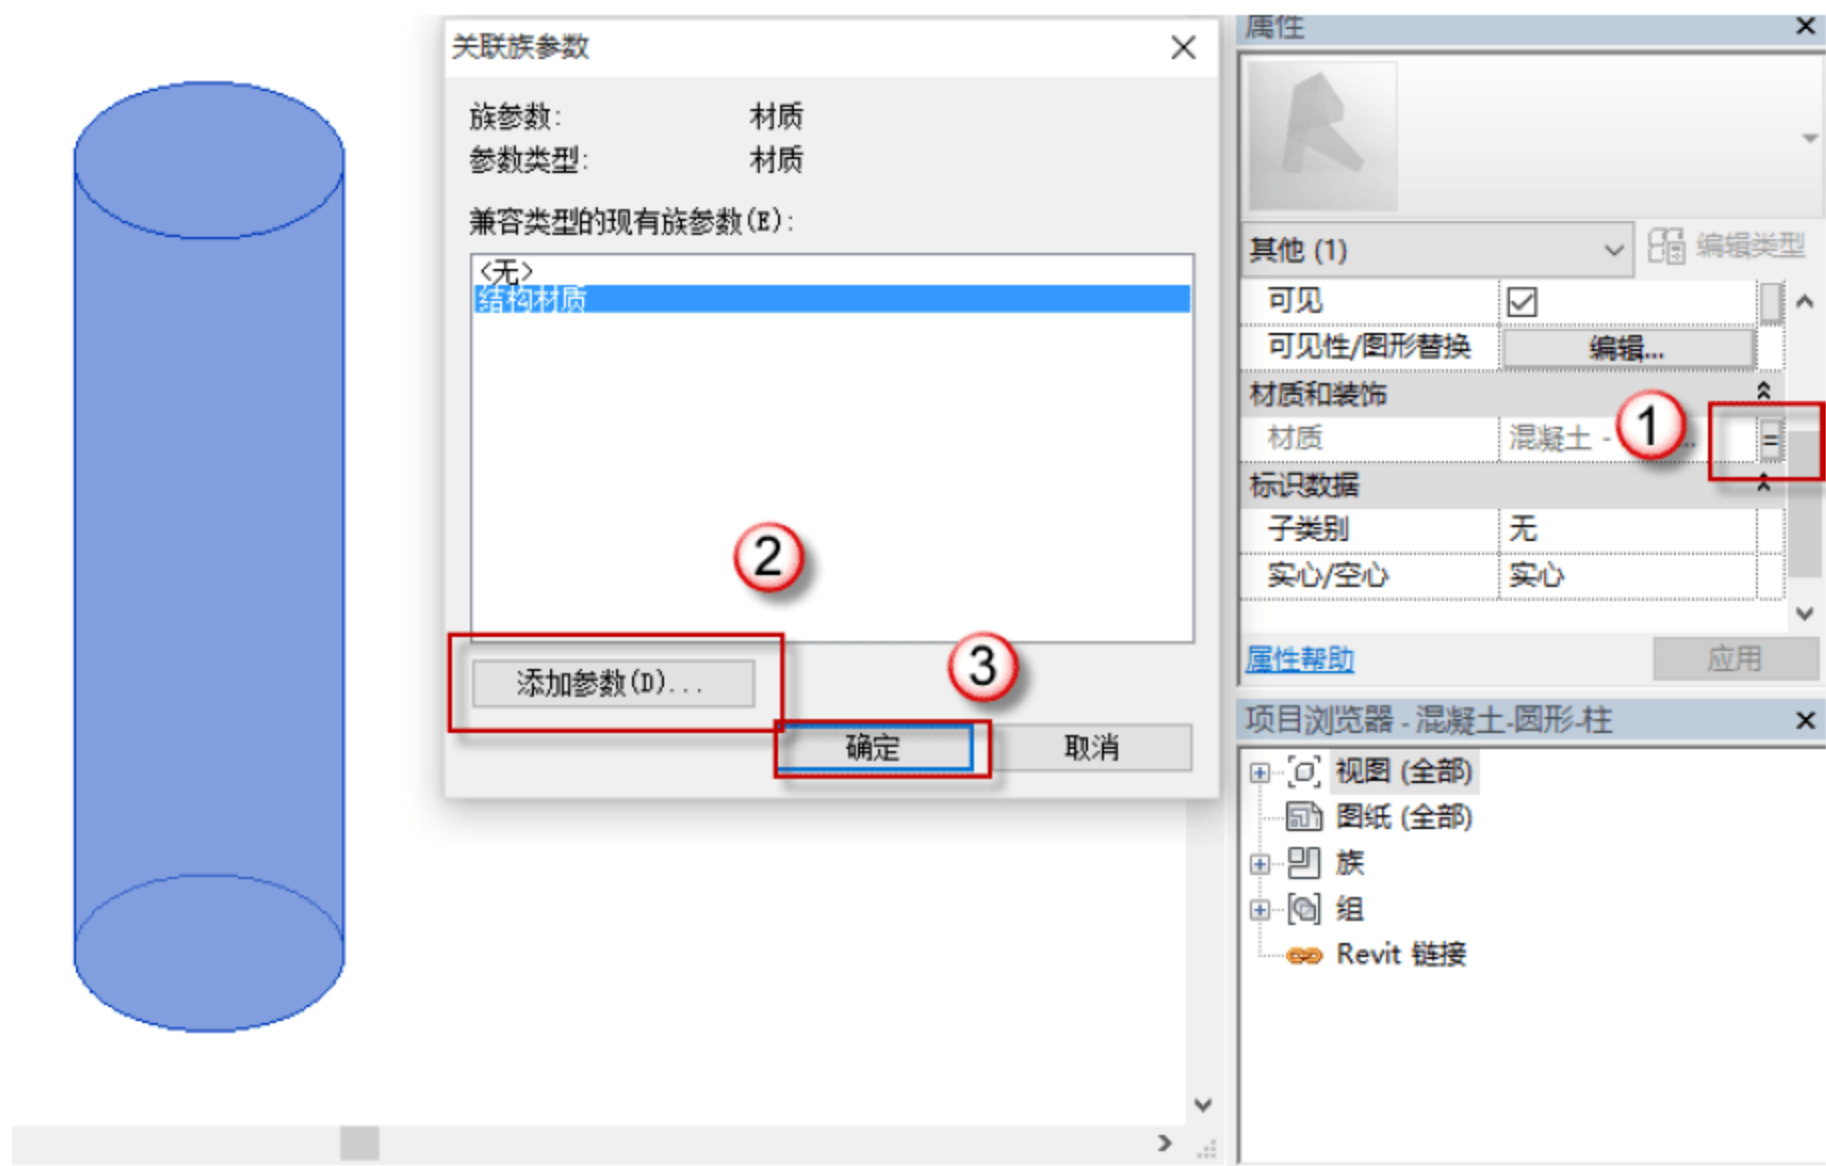 关联族参数
族参数: 材质
参数类型: 材质
兼容类型的现有族参数(E):
<无>
结构材质
2
添加参数(D)...
3
确定 取消
属性
其他 (1) 编辑类型
可见
可见性/图形替换 编辑...
材质和装饰
材质 混凝土 - ... =
1
标识数据
子类别 无
实心/空心 实心
属性帮助 应用
项目浏览器 - 混凝土-圆形-柱
视图 (全部)
图纸 (全部)
族
组
Revit 链接